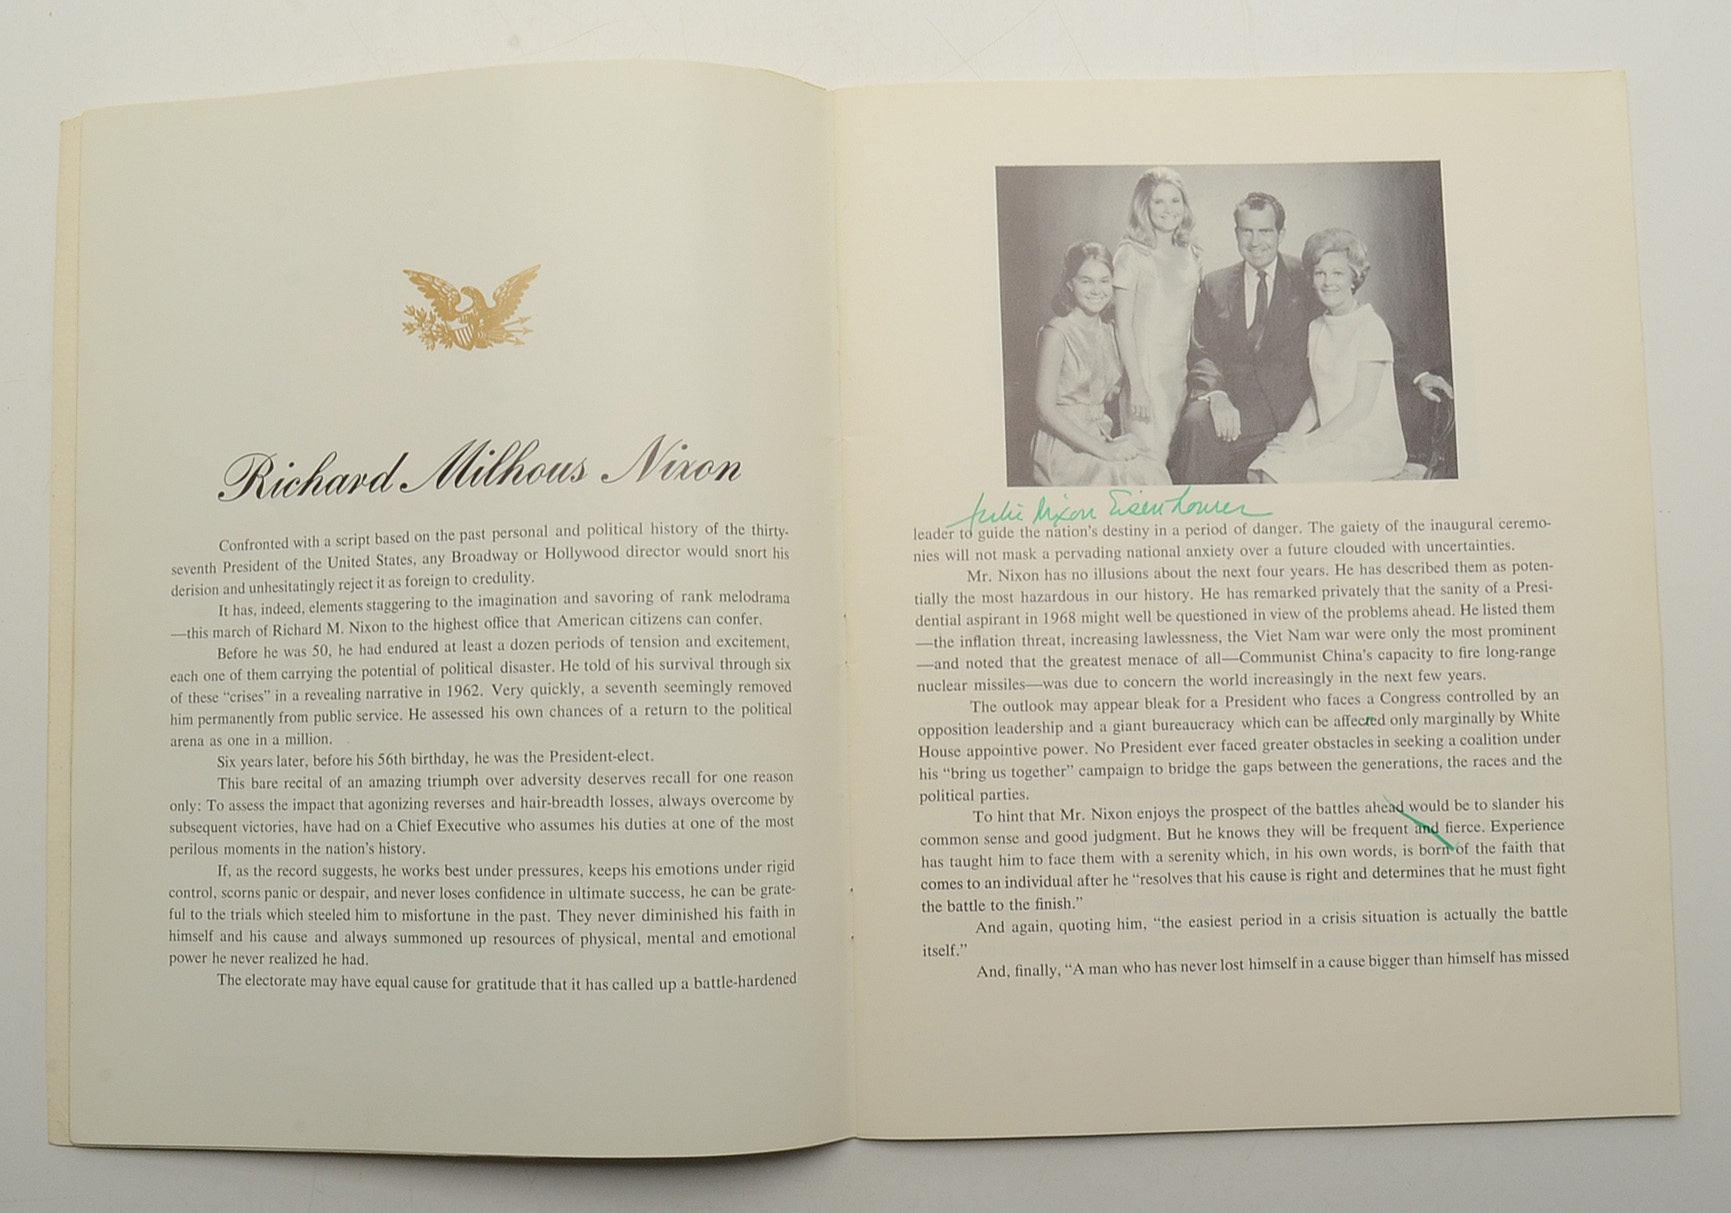 Richard Milhous Nixon
Confronted with a script based on the past personal and political history of the thirty-
seventh President of the United States, any Broadway or Hollywood director would snort his
derision and unhesitatingly reject it as foreign to credulity.
It has, indeed, elements staggering to the imagination and savoring of rank melodrama
—this march of Richard M. Nixon to the highest office that American citizens can confer.
Before he was 50, he had endured at least a dozen periods of tension and excitement,
each one of them carrying the potential of political disaster. He told of his survival through six
of these “crises” in a revealing narrative in 1962. Very quickly, a seventh seemingly removed
him permanently from public service. He assessed his own chances of a return to the political
arena as one in a million.
Six years later, before his 56th birthday, he was the President-elect.
This bare recital of an amazing triumph over adversity deserves recall for one reason
only: To assess the impact that agonizing reverses and hair-breadth losses, always overcome by
subsequent victories, have had on a Chief Executive who assumes his duties at one of the most
perilous moments in the nation's history.
If, as the record suggests, he works best under pressures, keeps his emotions under rigid
control, scorns panic or despair, and never loses confidence in ultimate success, he can be grate-
ful to the trials which steeled him to misfortune in the past. They never diminished his faith in
himself and his cause and always summoned up resources of physical, mental and emotional
power he never realized he had.
The electorate may have equal cause for gratitude that it has called up a battle-hardened
Julie Nixon Eisenhower
leader to guide the nation's destiny in a period of danger. The gaiety of the inaugural ceremo-
nies will not mask a pervading national anxiety over a future clouded with uncertainties.
Mr. Nixon has no illusions about the next four years. He has described them as poten-
tially the most hazardous in our history. He has remarked privately that the sanity of a Presi-
dential aspirant in 1968 might well be questioned in view of the problems ahead. He listed them
—the inflation threat, increasing lawlessness, the Viet Nam war were only the most prominent
—and noted that the greatest menace of all—Communist China's capacity to fire long-range
nuclear missiles—was due to concern the world increasingly in the next few years.
The outlook may appear bleak for a President who faces a Congress controlled by an
opposition leadership and a giant bureaucracy which can be affected only marginally by White
House appointive power. No President ever faced greater obstacles in seeking a coalition under
his “bring us together” campaign to bridge the gaps between the generations, the races and the
political parties.
To hint that Mr. Nixon enjoys the prospect of the battles ahead would be to slander his
common sense and good judgment. But he knows they will be frequent and fierce. Experience
has taught him to face them with a serenity which, in his own words, is born of the faith that
comes to an individual after he “resolves that his cause is right and determines that he must fight
the battle to the finish.”
And again, quoting him, “the easiest period in a crisis situation is actually the battle
itself.”
And, finally, “A man who has never lost himself in a cause bigger than himself has missed